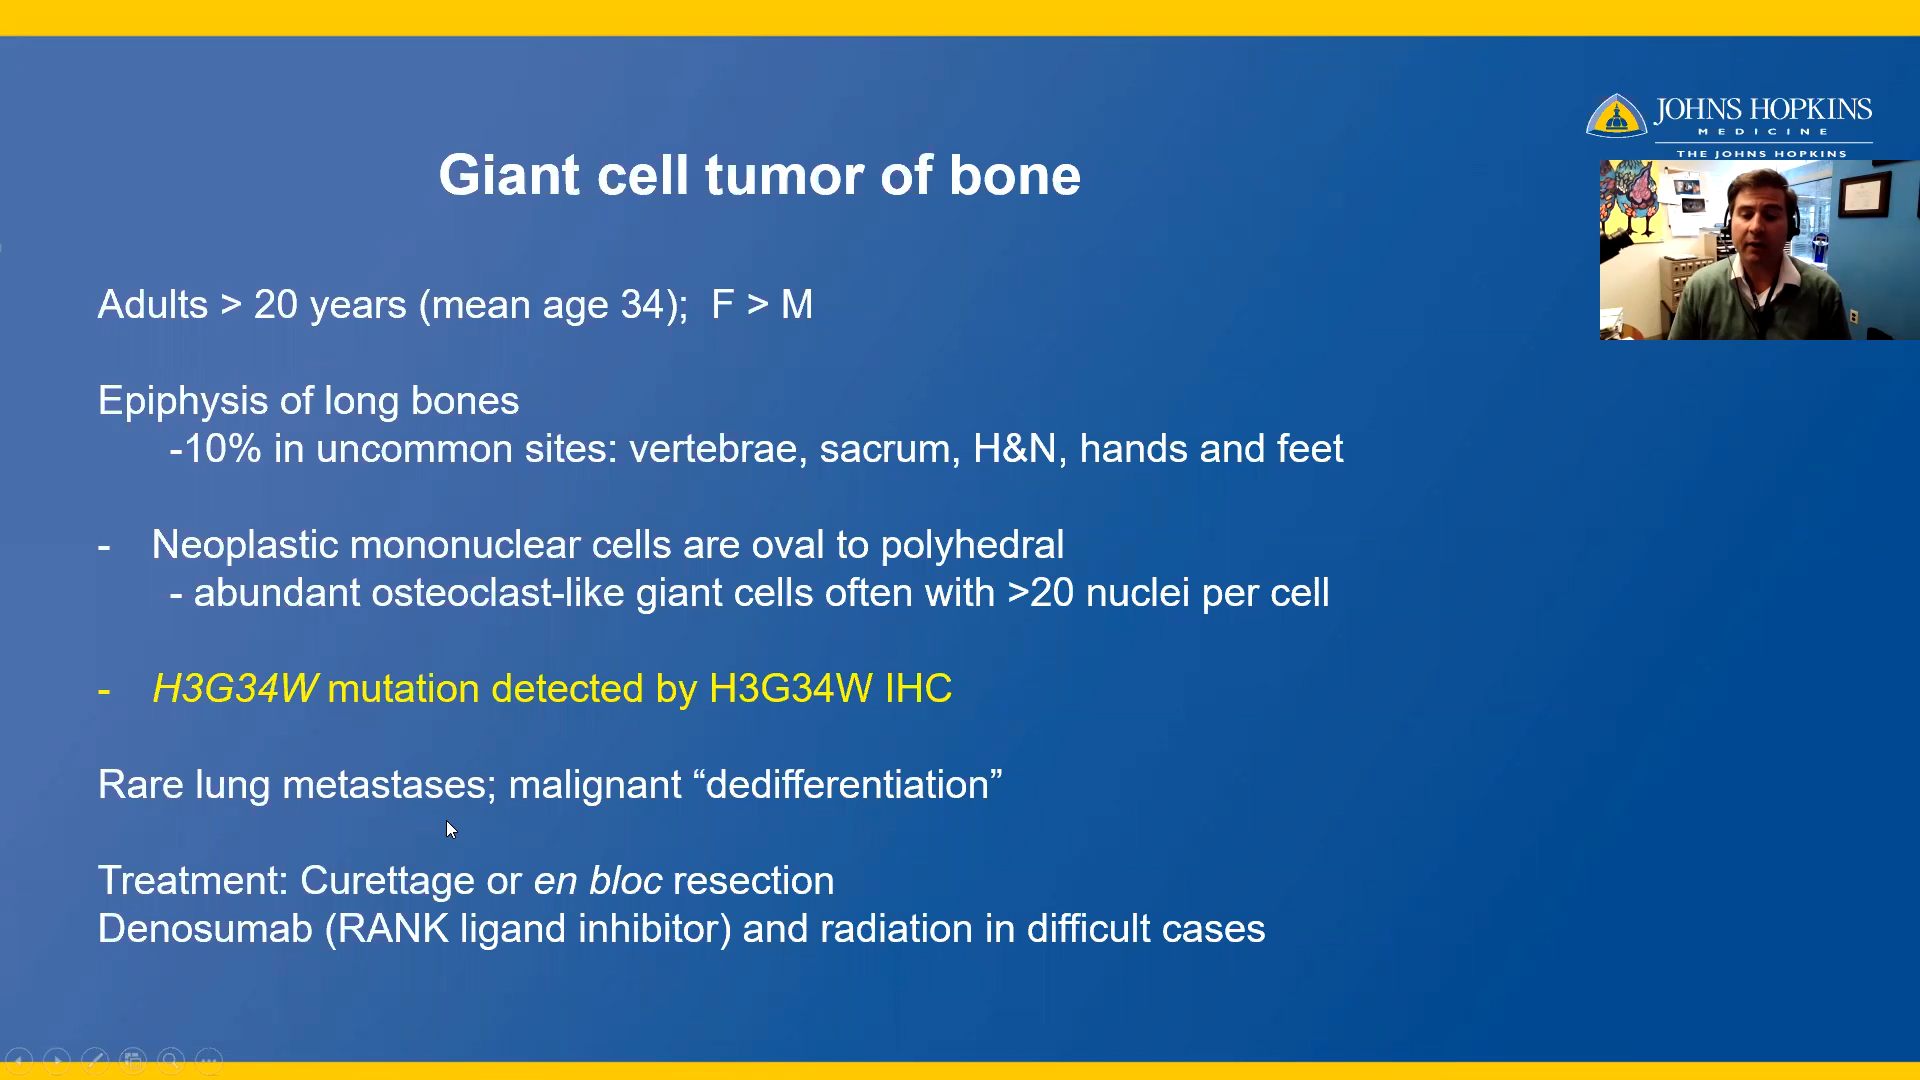 JOHNS HOPKINS
MEDICINE
THE JOHNS HOPKINS
Giant cell tumor of bone
Adults > 20 years (mean age 34);  F > M
Epiphysis of long bones
-10% in uncommon sites: vertebrae, sacrum, H&N, hands and feet
- Neoplastic mononuclear cells are oval to polyhedral
- abundant osteoclast-like giant cells often with >20 nuclei per cell
- H3G34W mutation detected by H3G34W IHC
Rare lung metastases; malignant “dedifferentiation”
Treatment: Curettage or en bloc resection
Denosumab (RANK ligand inhibitor) and radiation in difficult cases